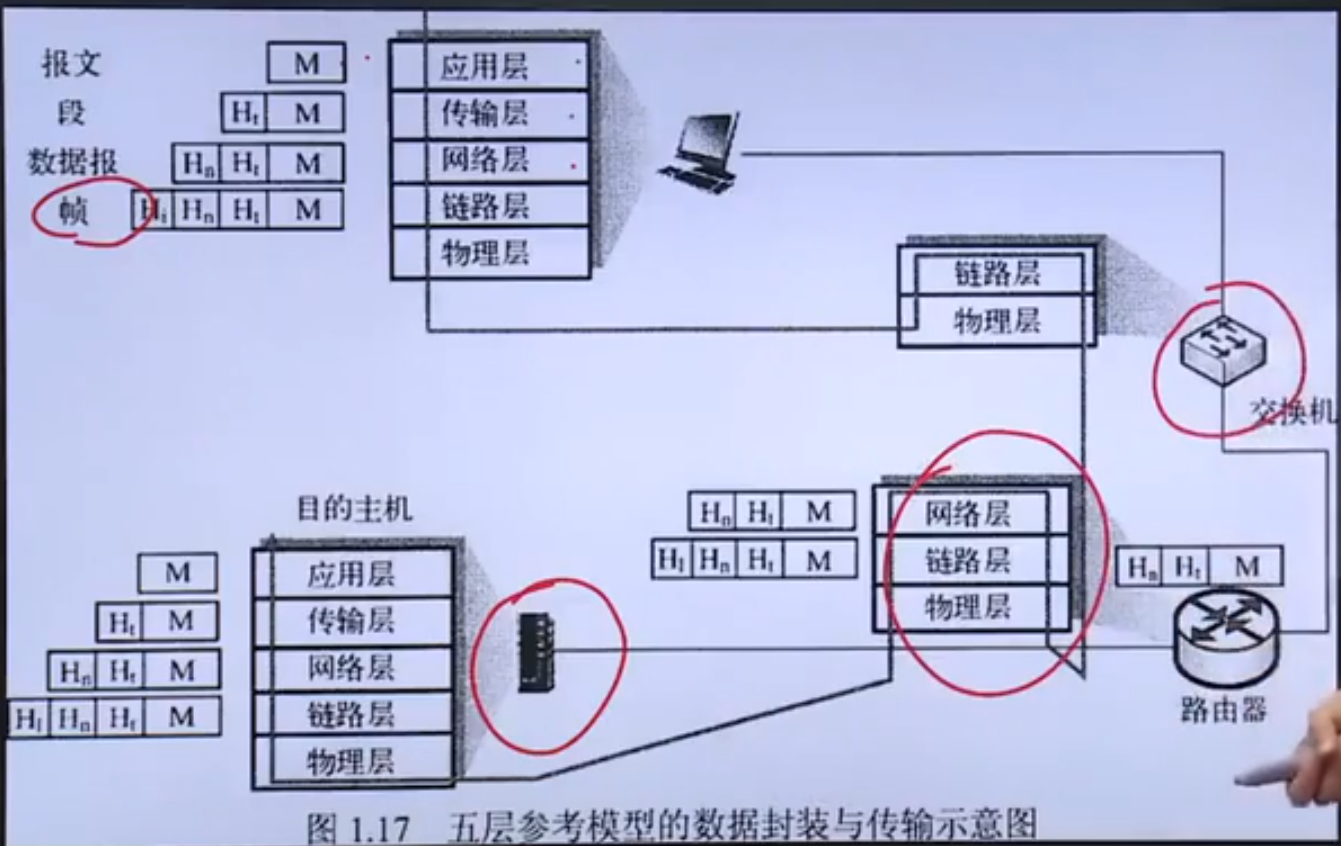 报文 M 应用层
段 Ht M 传输层
数据报 Hn Ht M 网络层
帧 Hi Hn Ht M 链路层
物理层
链路层
物理层
交换机
目的主机
Hn Ht M 网络层
Hl Hn Ht M 链路层
物理层
Hn Ht M
路由器
M 应用层
Ht M 传输层
Hn Ht M 网络层
Hl Hn Ht M 链路层
物理层
图 1.17 五层参考模型的数据封装与传输示意图